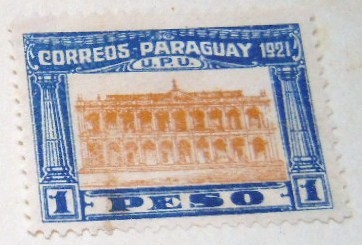 CORREOS PARAGUAY 1921
U.P.U.
1 PESO 1